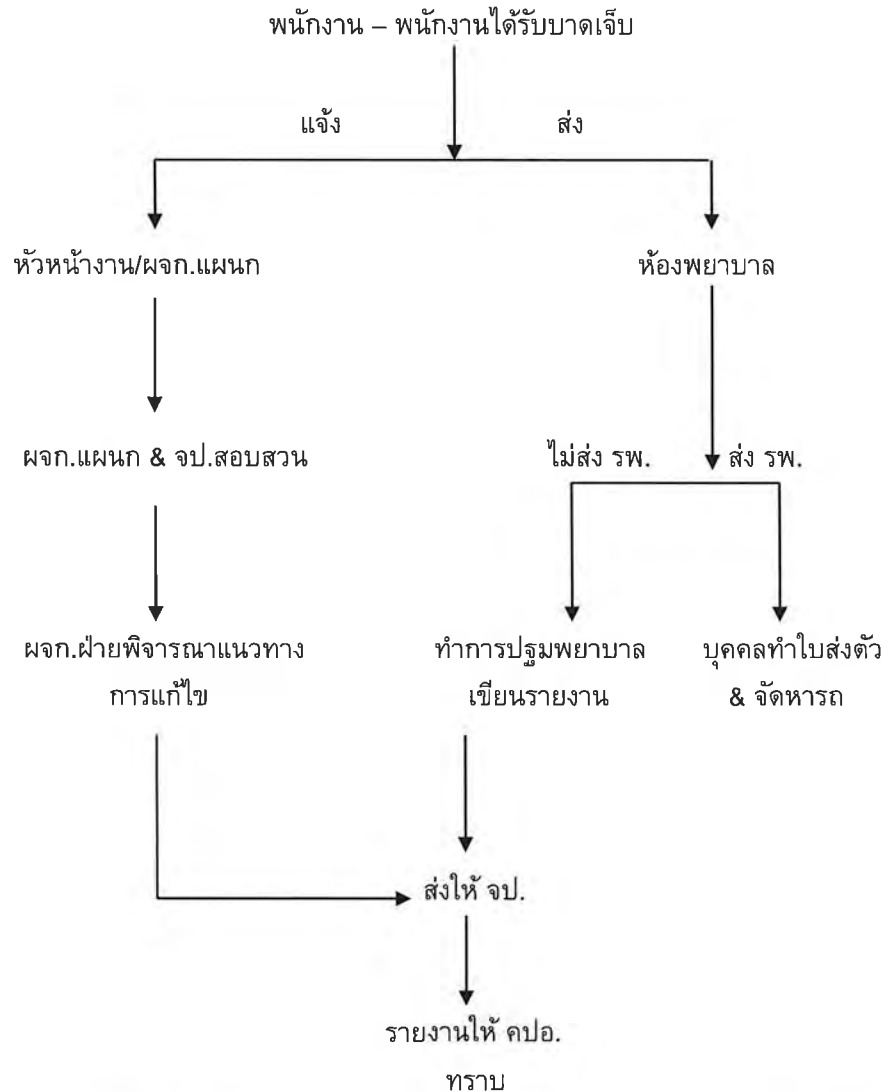 พนักงาน – พนักงานได้รับบาดเจ็บ
แจ้ง ส่ง
หัวหน้างาน/ผจก.แผนก ห้องพยาบาล
ผจก.แผนก & จป.สอบสวน ไม่ส่ง รพ. ส่ง รพ.
ผจก.ฝ่ายพิจารณาแนวทาง ทำการปฐมพยาบาล บุคคลทำใบส่งตัว
การแก้ไข เขียนรายงาน & จัดหารถ
ส่งให้ จป.
รายงานให้ คปอ.
ทราบ